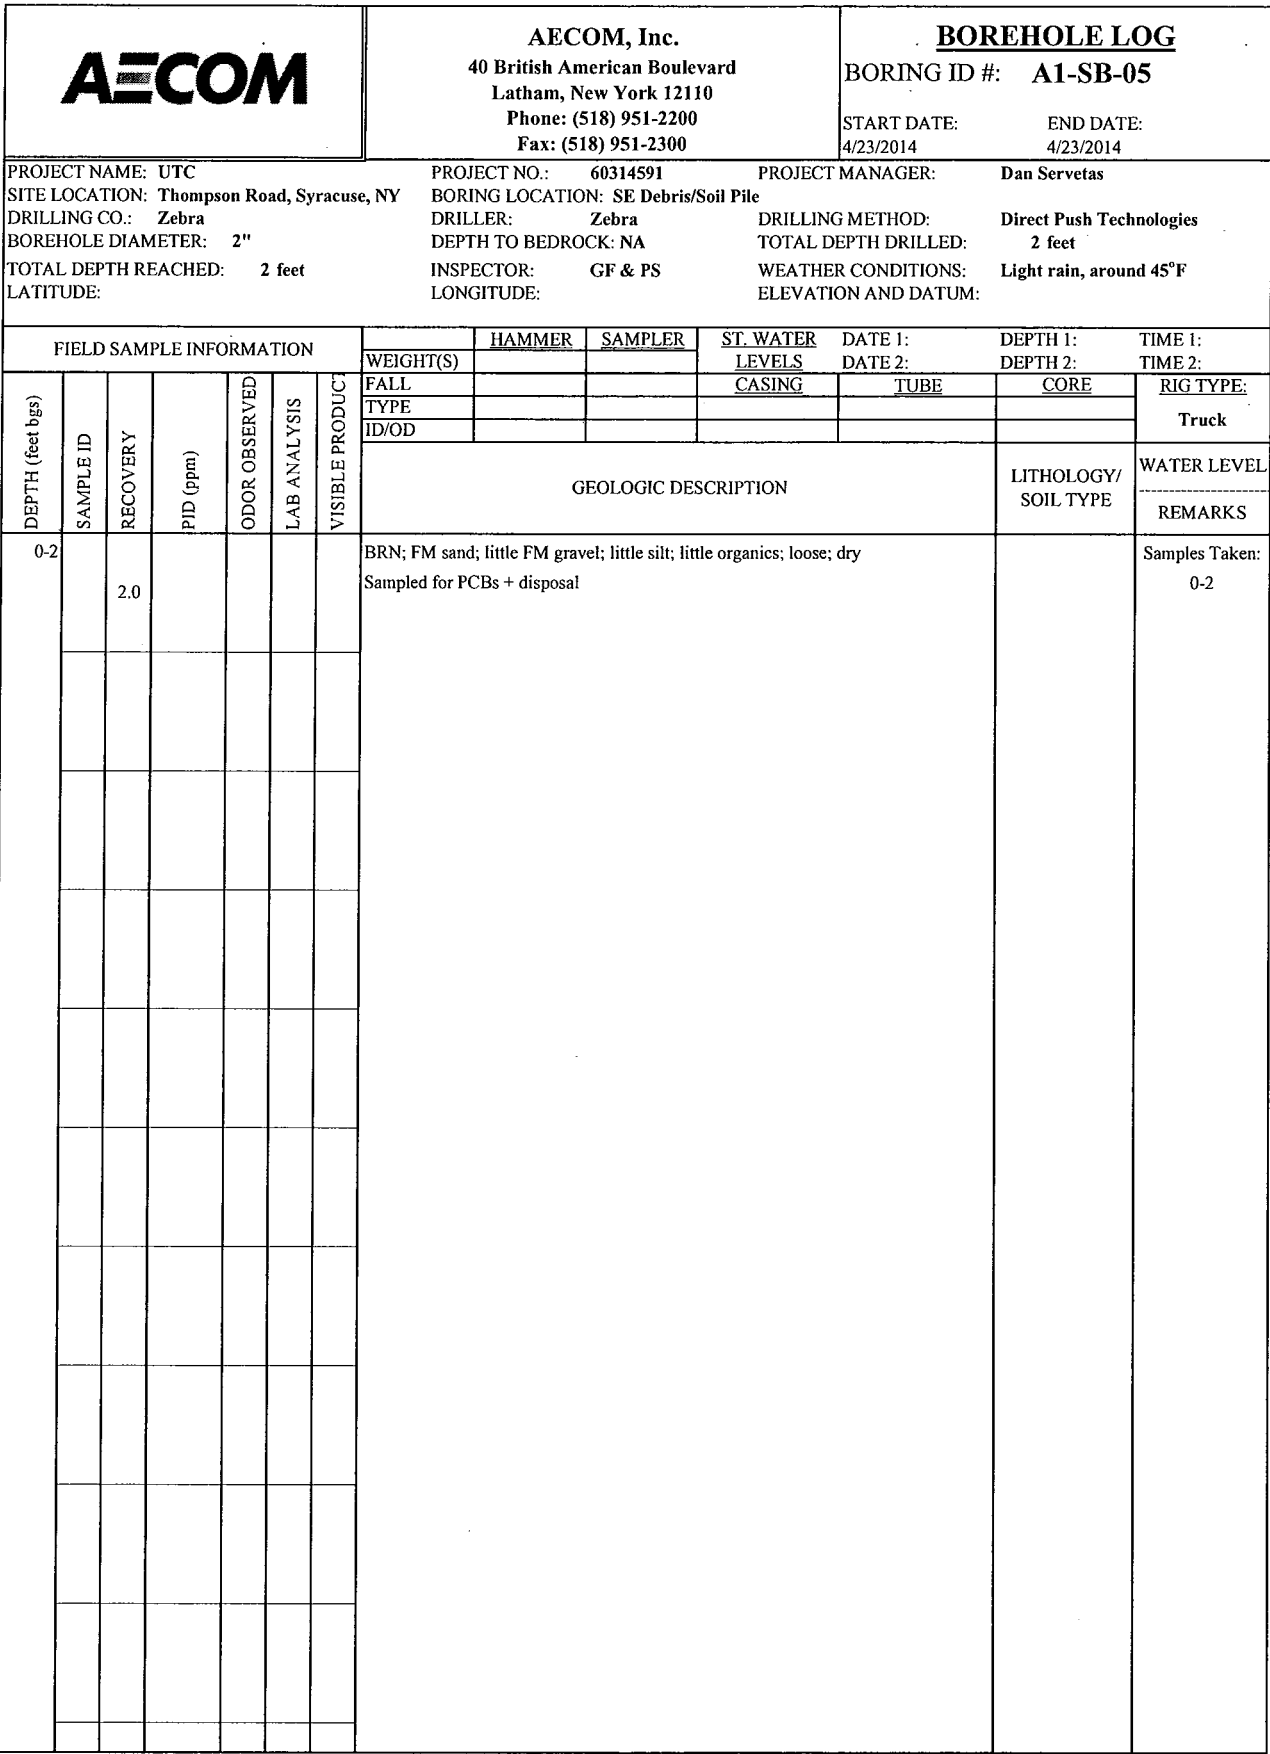 AECOM
AECOM, Inc.
40 British American Boulevard
Latham, New York 12110
Phone: (518) 951-2200
Fax: (518) 951-2300
BOREHOLE LOG
BORING ID #: A1-SB-05
START DATE: END DATE:
4/23/2014 4/23/2014
PROJECT NAME: UTC PROJECT NO.: 60314591 PROJECT MANAGER: Dan Servetas
SITE LOCATION: Thompson Road, Syracuse, NY BORING LOCATION: SE Debris/Soil Pile
DRILLING CO.: Zebra DRILLER: Zebra DRILLING METHOD: Direct Push Technologies
BOREHOLE DIAMETER: 2" DEPTH TO BEDROCK: NA TOTAL DEPTH DRILLED: 2 feet
TOTAL DEPTH REACHED: 2 feet INSPECTOR: GF & PS WEATHER CONDITIONS: Light rain, around 45°F
LATITUDE: LONGITUDE: ELEVATION AND DATUM:
FIELD SAMPLE INFORMATION
HAMMER SAMPLER ST. WATER DATE 1: DEPTH 1: TIME 1:
WEIGHT(S) LEVELS DATE 2: DEPTH 2: TIME 2:
FALL CASING TUBE CORE RIG TYPE:
TYPE
Truck
ID/OD
DEPTH (feet bgs)
SAMPLE ID
RECOVERY
PID (ppm)
ODOR OBSERVED
LAB ANALYSIS
VISIBLE PRODUCT
GEOLOGIC DESCRIPTION
LITHOLOGY/
SOIL TYPE
WATER LEVEL
--------------------
REMARKS
0-2 BRN; FM sand; little FM gravel; little silt; little organics; loose; dry Samples Taken:
2.0 Sampled for PCBs + disposal 0-2